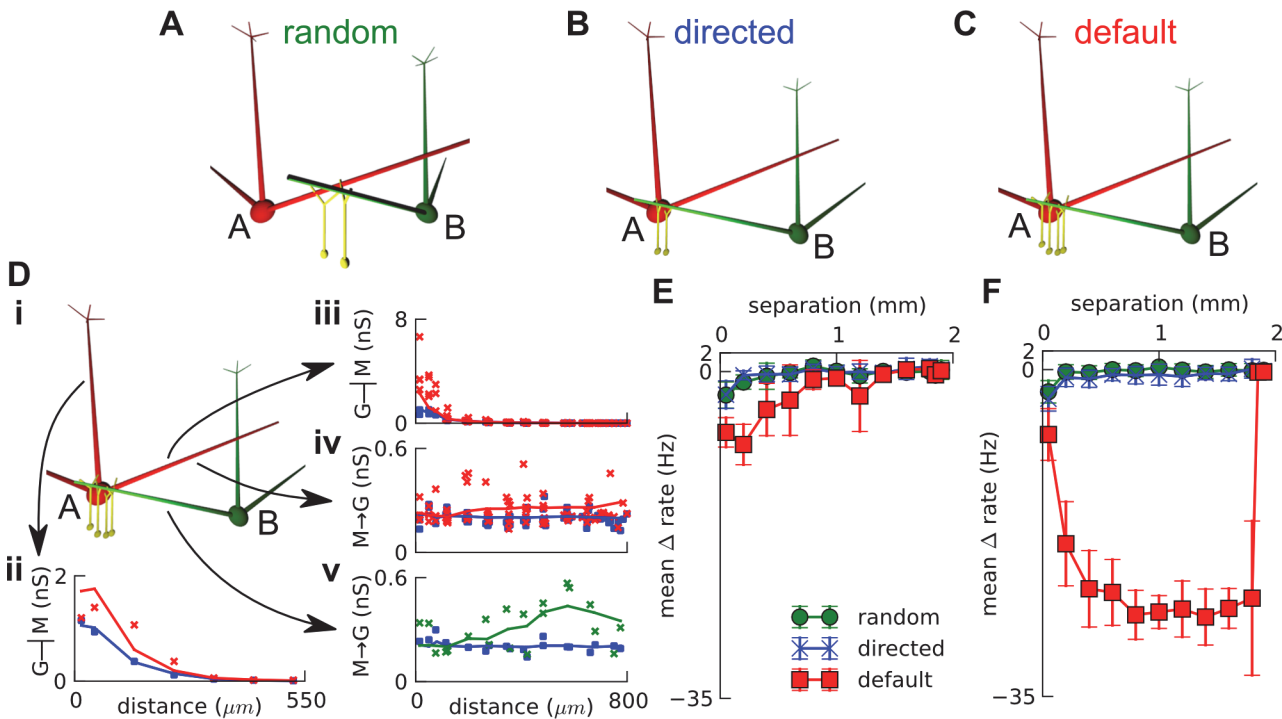 A random
B directed
C default
A B
A B
A B
D
i
A B
ii
G⊣ M (nS)
2
0
0 550
distance (μm)
iii
G⊣ M (nS)
8
0
iv
M→G (nS)
0.6
0
v
M→G (nS)
0.6
0
0 800
distance (μm)
E
separation (mm)
0 1 2
2
0
−35
mean Δ rate (Hz)
random
directed
default
F
separation (mm)
0 1 2
2
0
−35
mean Δ rate (Hz)